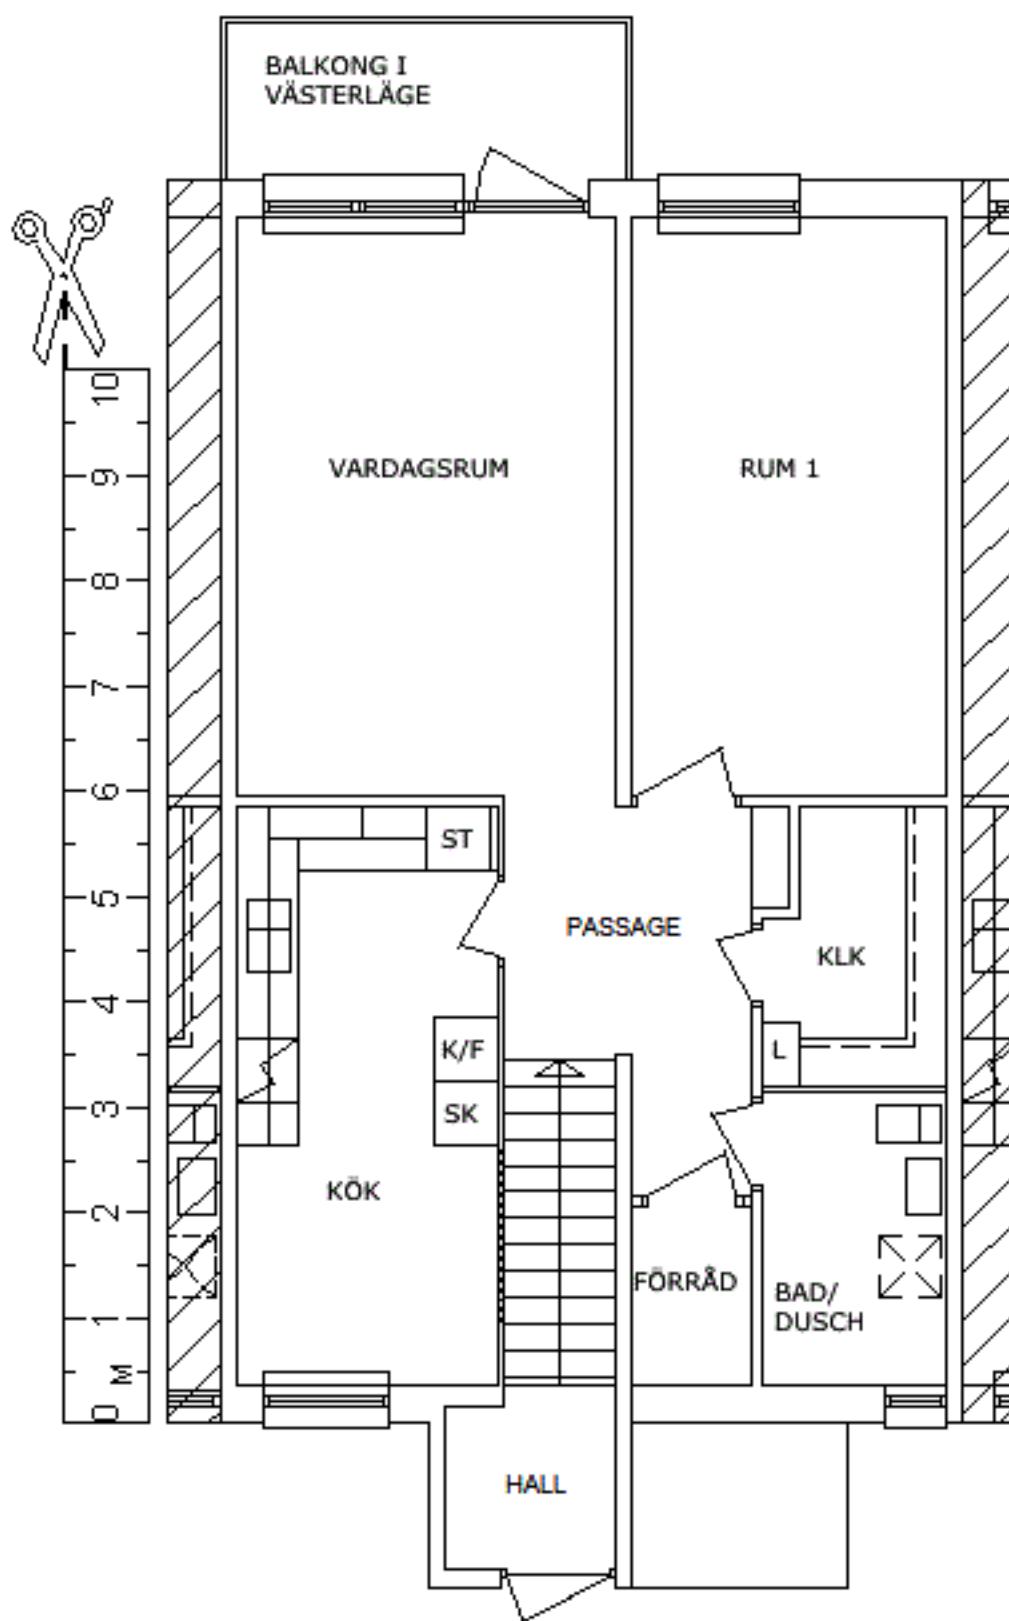 BALKONG I
VÄSTERLÄGE
10
9
8
7
6
5
4
3
2
1
M
0
VARDAGSRUM
RUM 1
ST
PASSAGE
KLK
K/F
L
SK
KÖK
FÖRRÅD
BAD/
DUSCH
HALL